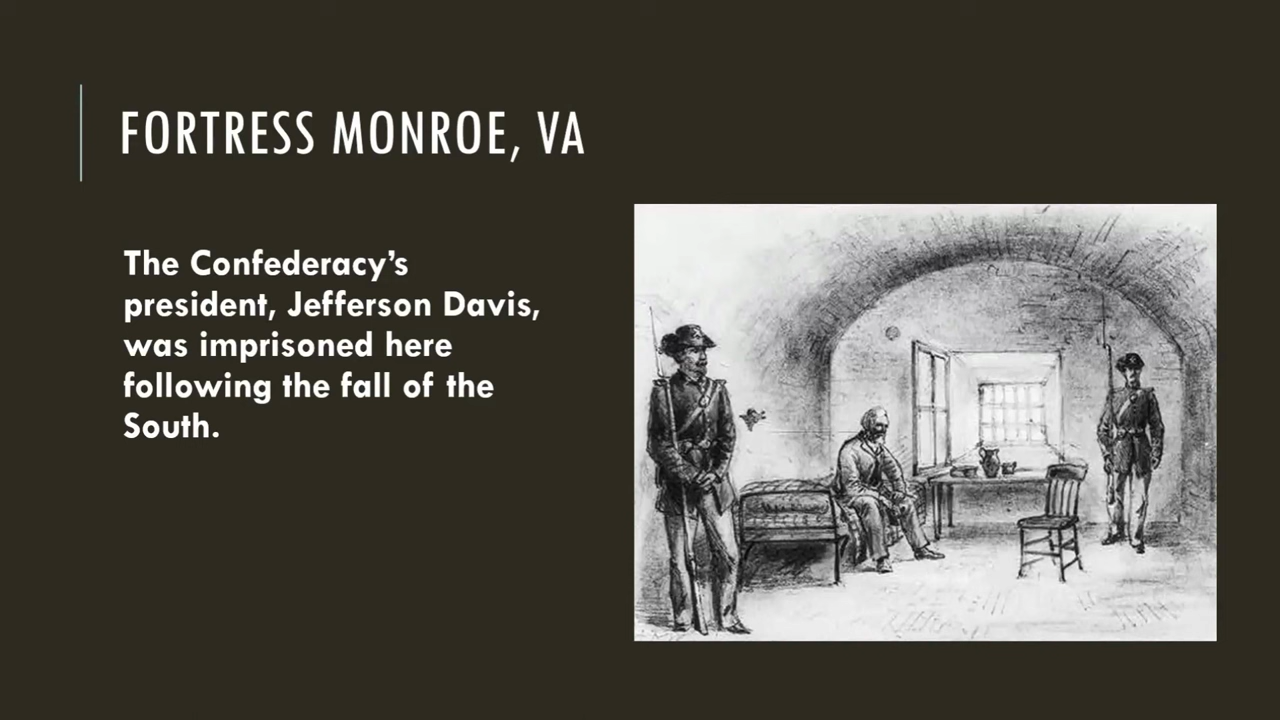 FORTRESS MONROE, VA
The Confederacy’s
president, Jefferson Davis,
was imprisoned here
following the fall of the
South.